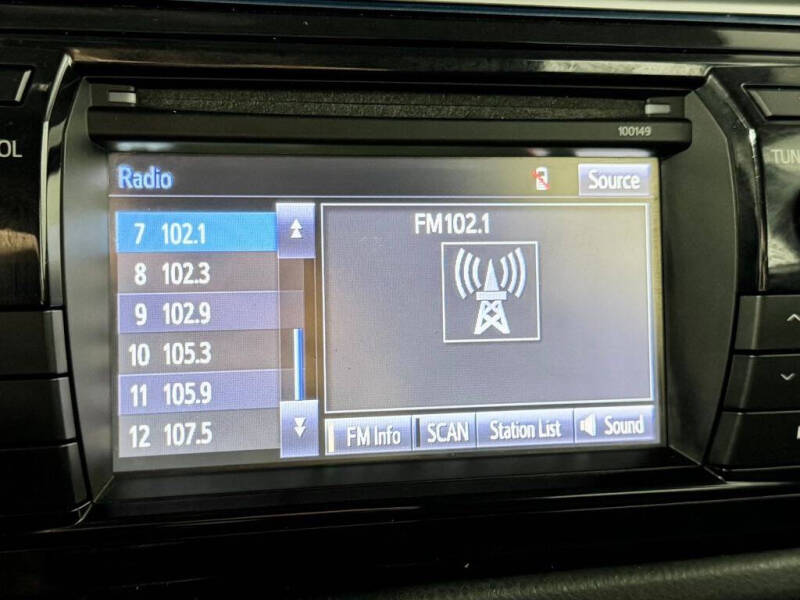 OL
100149
TUN
Radio
Source
7 102.1
8 102.3
9 102.9
10 105.3
11 105.9
12 107.5
FM102.1
FM Info
SCAN
Station List
Sound